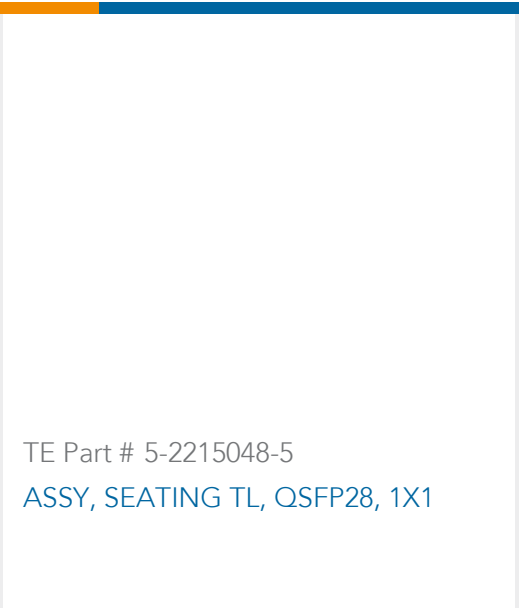 TE Part # 5-2215048-5
ASSY, SEATING TL, QSFP28, 1X1